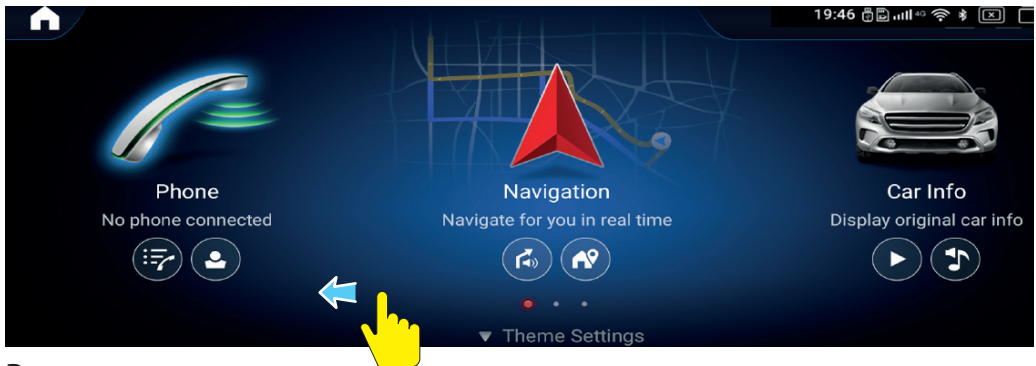 19:46 4G
Phone
No phone connected
Navigation
Navigate for you in real time
Car Info
Display original car info
Theme Settings